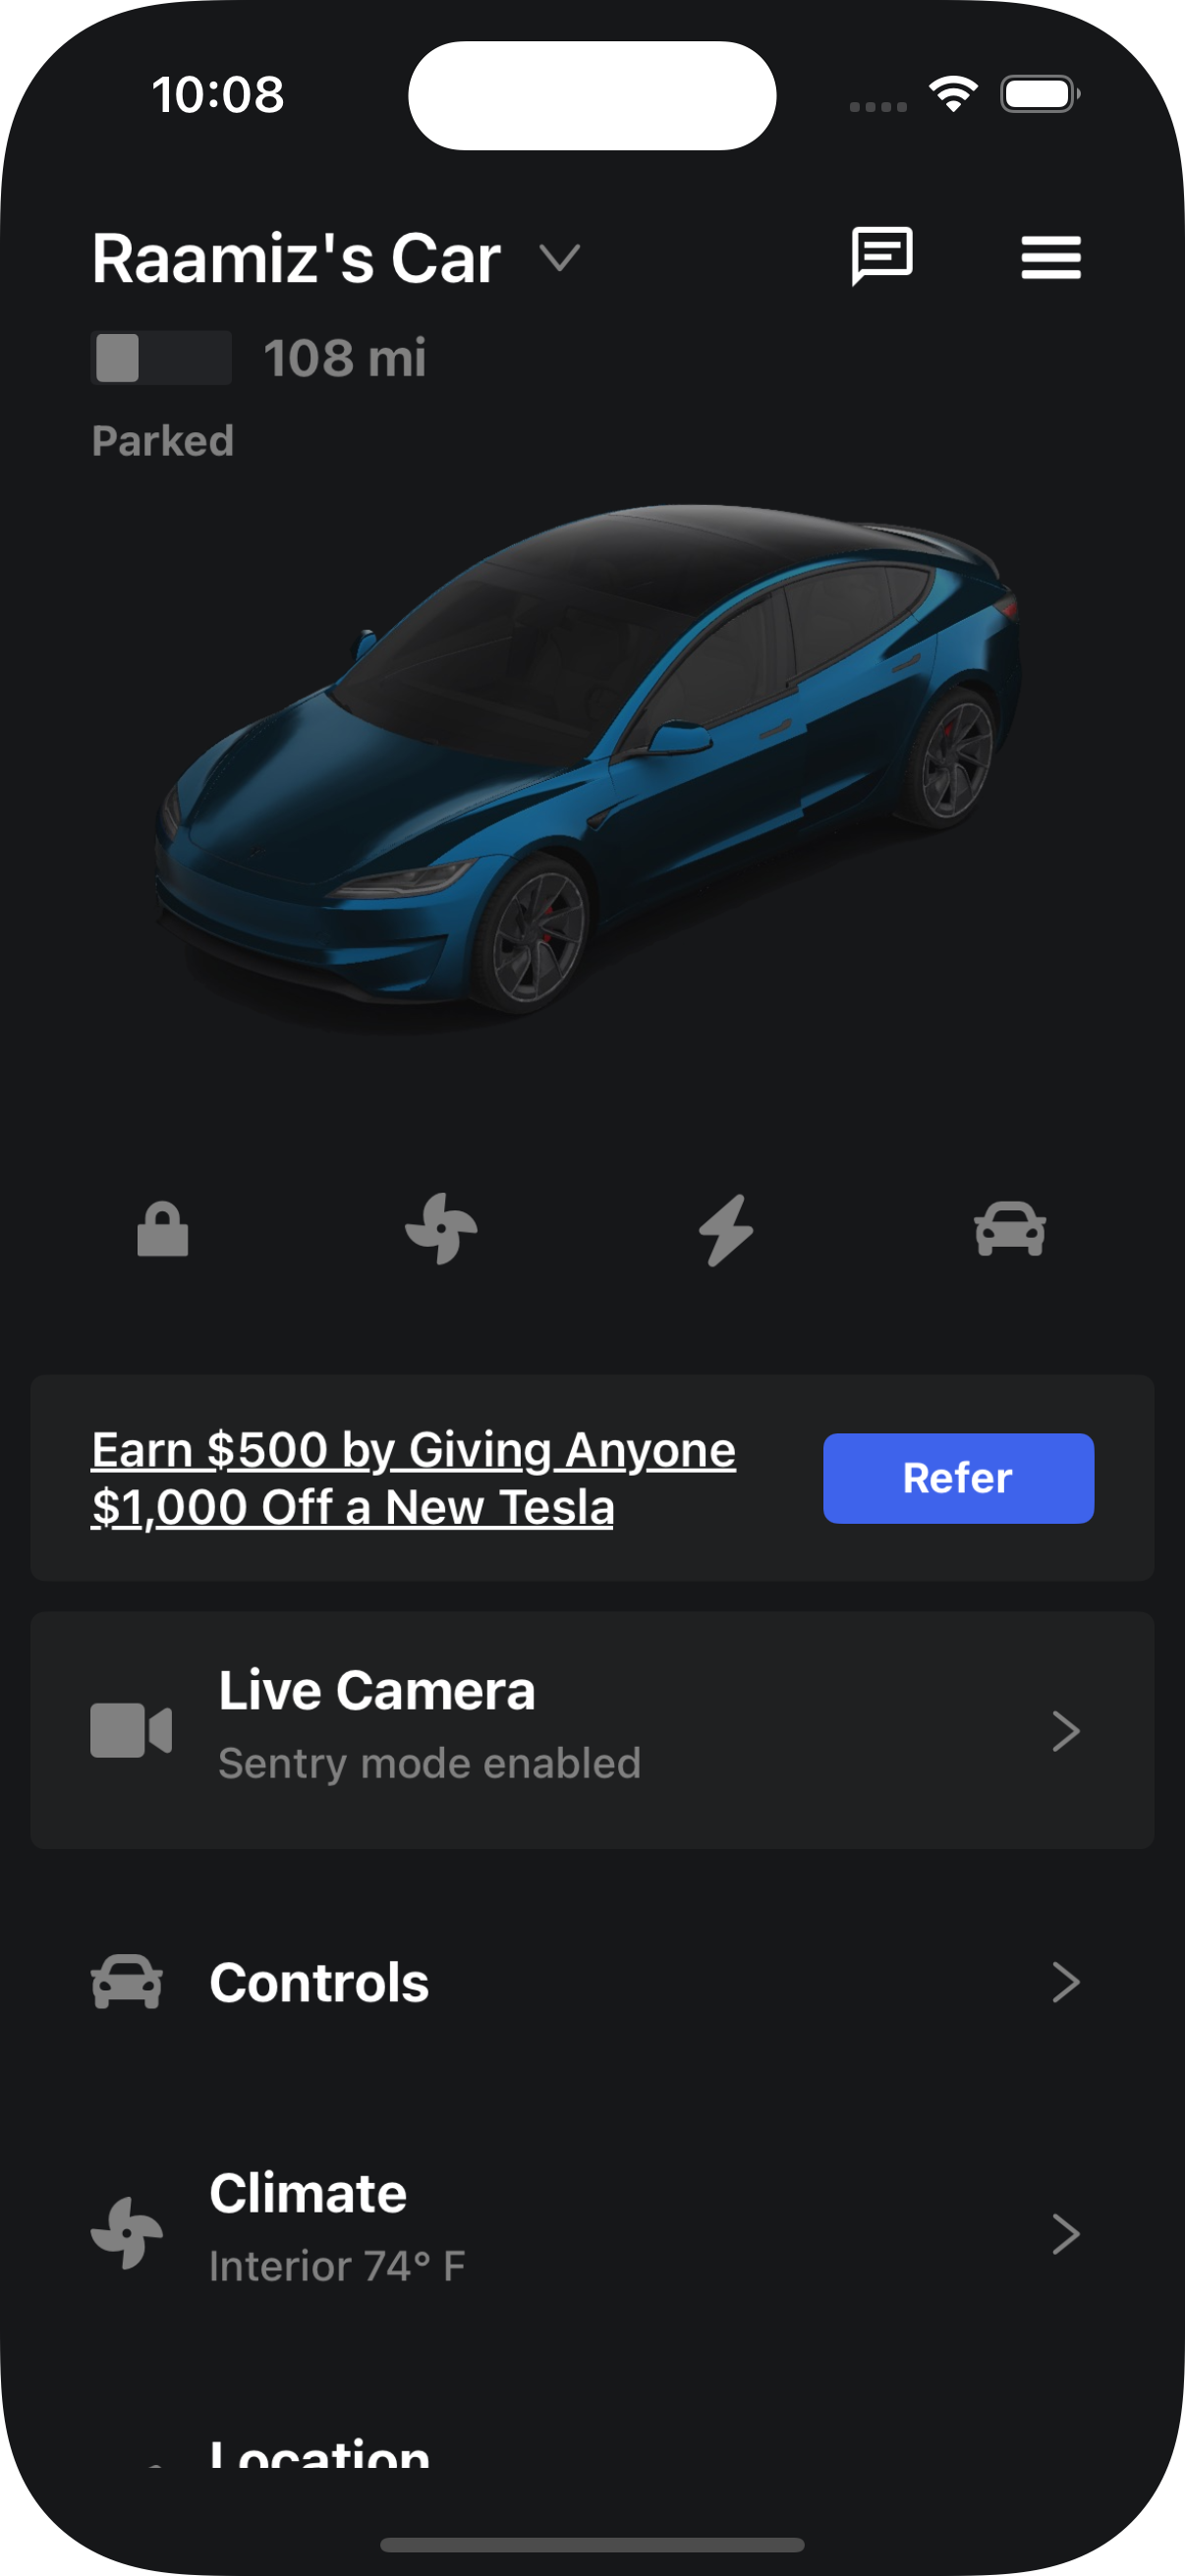 10:08
Raamiz's Car
108 mi
Parked
Earn $500 by Giving Anyone
$1,000 Off a New Tesla
Refer
Live Camera
Sentry mode enabled
Controls
Climate
Interior 74° F
Location